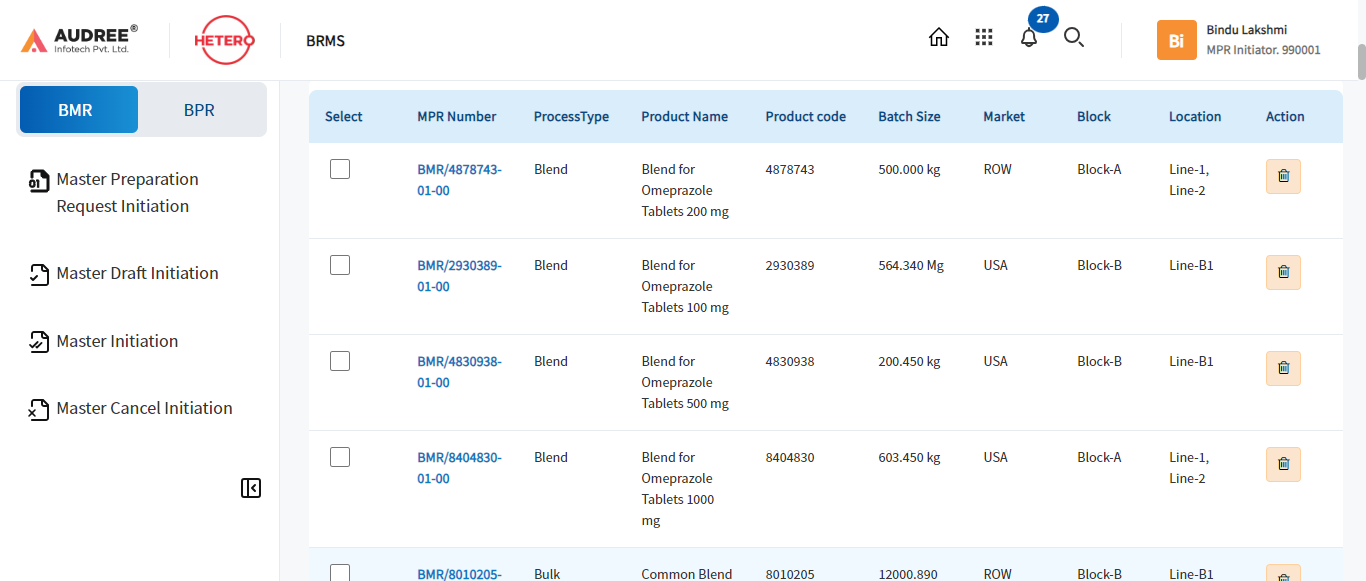 AUDREE®
Infotech Pvt. Ltd.
HETERO
BRMS
27
Bi
Bindu Lakshmi
MPR Initiator. 990001
BMR
BPR
01
Master Preparation
Request Initiation
Master Draft Initiation
Master Initiation
Master Cancel Initiation
Select MPR Number ProcessType Product Name Product code Batch Size Market Block Location Action
BMR/4878743- Blend Blend for 4878743 500.000 kg ROW Block-A Line-1,
01-00 Omeprazole Line-2
Tablets 200 mg
BMR/2930389- Blend Blend for 2930389 564.340 Mg USA Block-B Line-B1
01-00 Omeprazole
Tablets 100 mg
BMR/4830938- Blend Blend for 4830938 200.450 kg USA Block-B Line-B1
01-00 Omeprazole
Tablets 500 mg
BMR/8404830- Blend Blend for 8404830 603.450 kg USA Block-A Line-1,
01-00 Omeprazole Line-2
Tablets 1000
mg
BMR/8010205- Bulk Common Blend 8010205 12000.890 ROW Block-B Line-B1